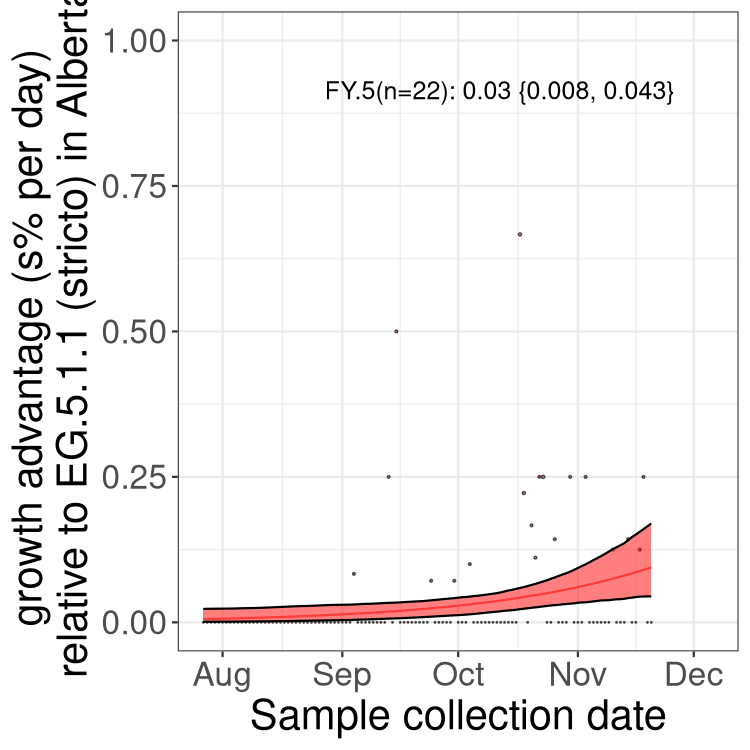 growth advantage (s% per day)
relative to EG.5.1.1 (stricto) in Alberta
1.00
0.75
0.50
0.25
0.00
FY.5(n=22): 0.03 {0.008, 0.043}
Aug Sep Oct Nov Dec
Sample collection date